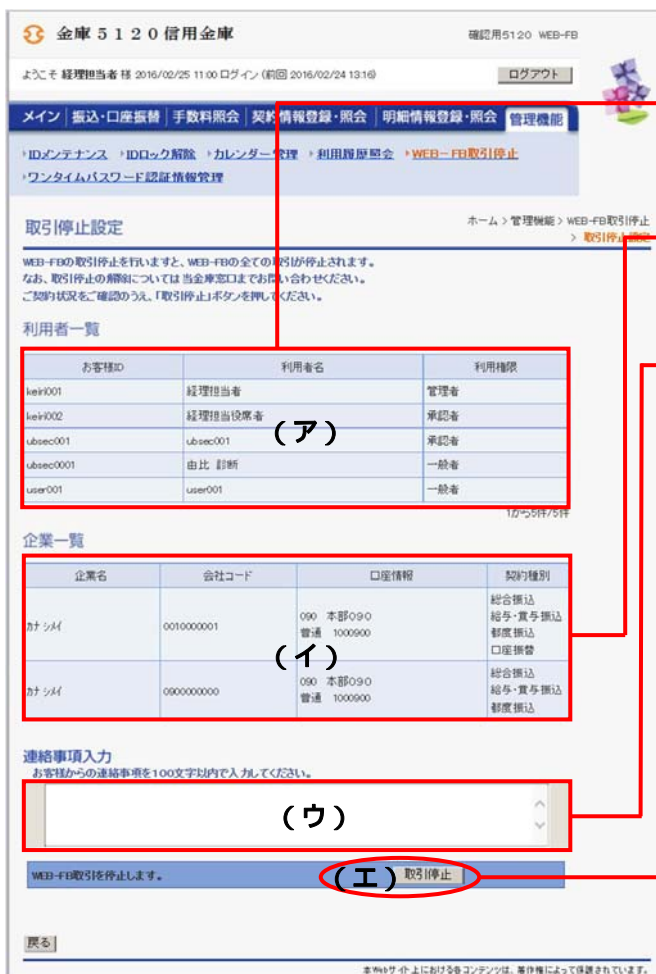 金庫5120信用金庫
確認用5120 WEB-FB
ようこそ 経理担当者 様 2016/02/25 11:00 ログイン (前回 2016/02/24 13:16)
ログアウト
メイン 振込・口座振替 手数料照会 契約情報登録・照会 明細情報登録・照会 管理機能
IDメンテナンス IDロック解除 カレンダー管理 利用履歴照会 WEB-FB取引停止
ワンタイムパスワード認証情報管理
取引停止設定
ホーム > 管理機能 > WEB-FB取引停止
> 取引停止設定
WEB-FBの取引停止を行いますと、WEB-FBの全ての取引が停止されます。
なお、取引停止の解除については当金庫窓口までお問い合わせください。
ご契約状況をご確認のうえ、「取引停止」ボタンを押してください。
利用者一覧
お客様ID 利用者名 利用権限
keiri001 経理担当者 管理者
keiri002 経理担当役席者 承認者
(ア)
ubsec001 ubsec001 承認者
ubsec0001 由比 診断 一般者
user001 user001 一般者
1から5件/5件
企業一覧
企業名 会社コード 口座情報 契約種別
カナ シメイ 0010000001 090 本部090 普通 1000900
総合振込
給与・賞与振込
都度振込
口座振替
(イ)
カナ シメイ 0900000000 090 本部090 普通 1000900
総合振込
給与・賞与振込
都度振込
連絡事項入力
お客様からの連絡事項を100文字以内で入力してください。
(ウ)
WEB-FB取引を停止します。
(エ) 取引停止
戻る
本Webサイト上における各コンテンツは、著作権によって保護されています。